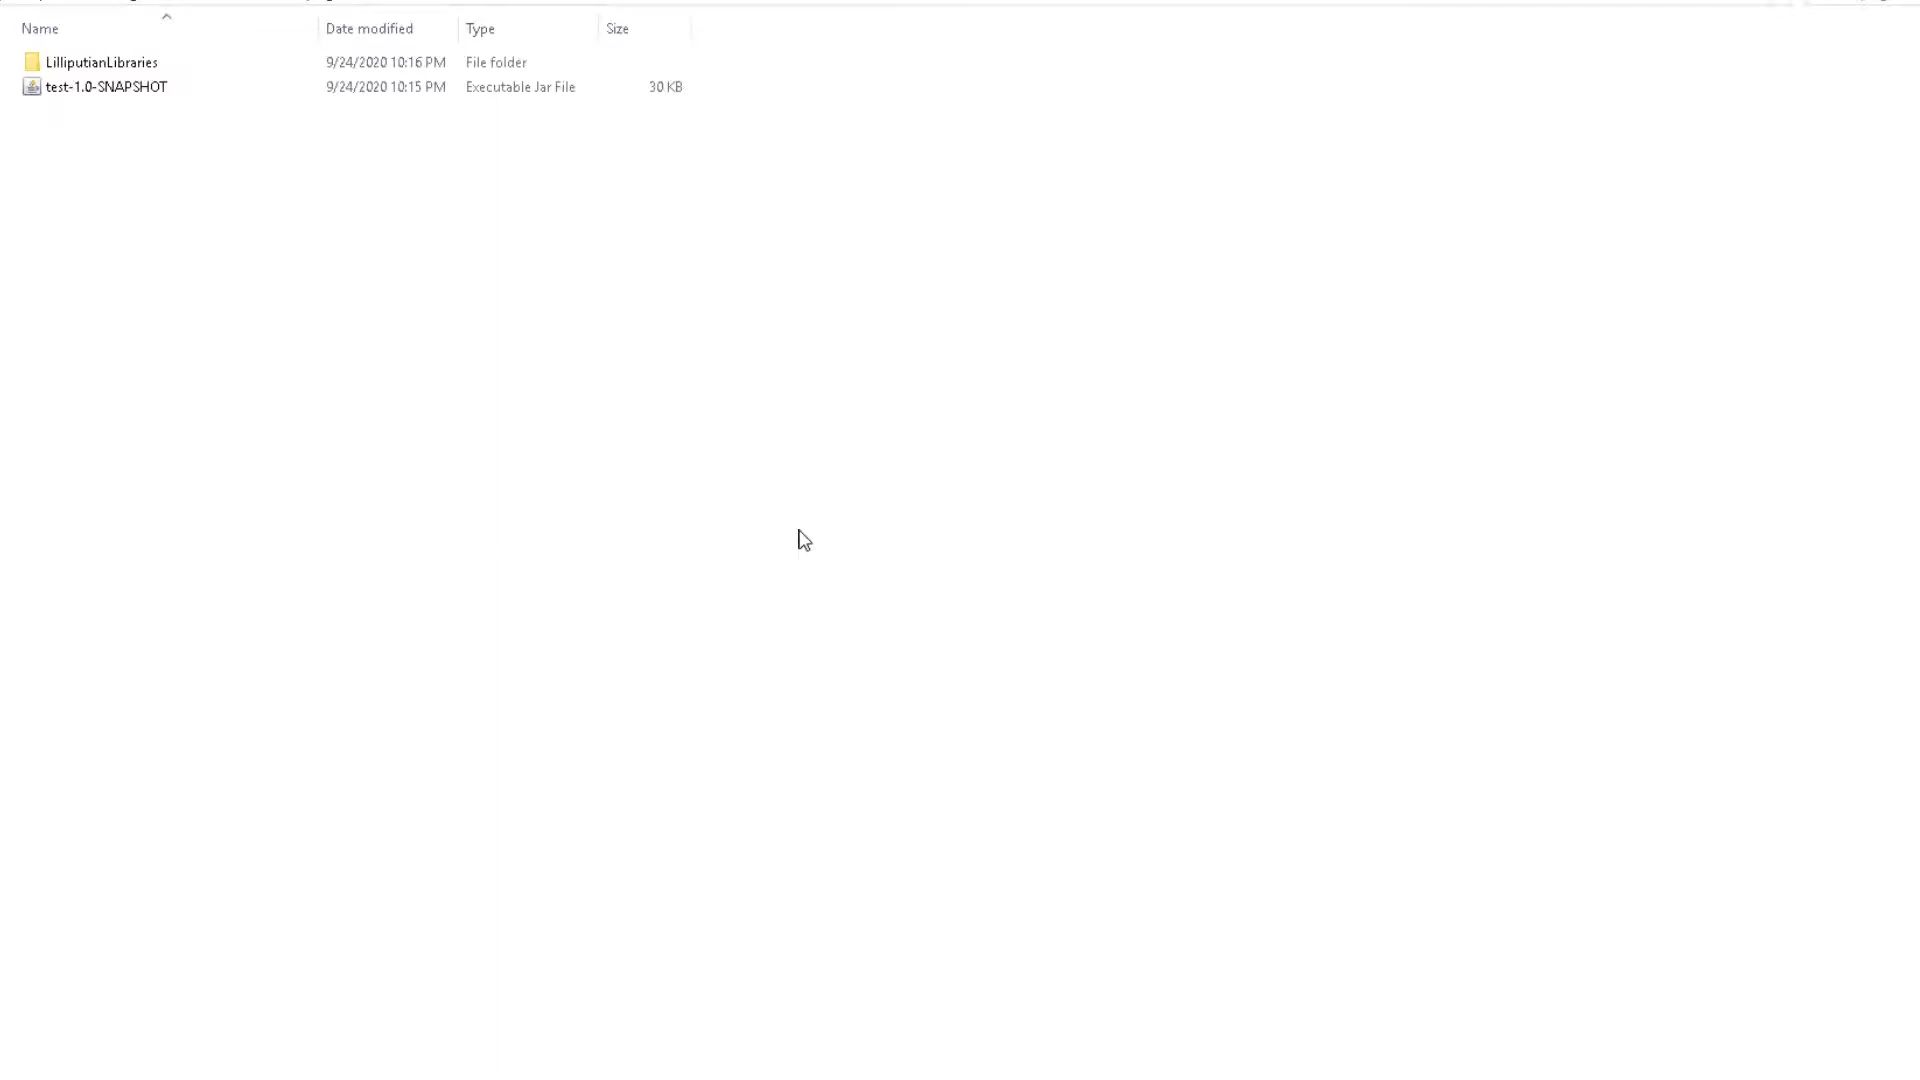 Name Date modified Type Size
LilliputianLibraries 9/24/2020 10:16 PM File folder
test-1.0-SNAPSHOT 9/24/2020 10:15 PM Executable Jar File 30 KB